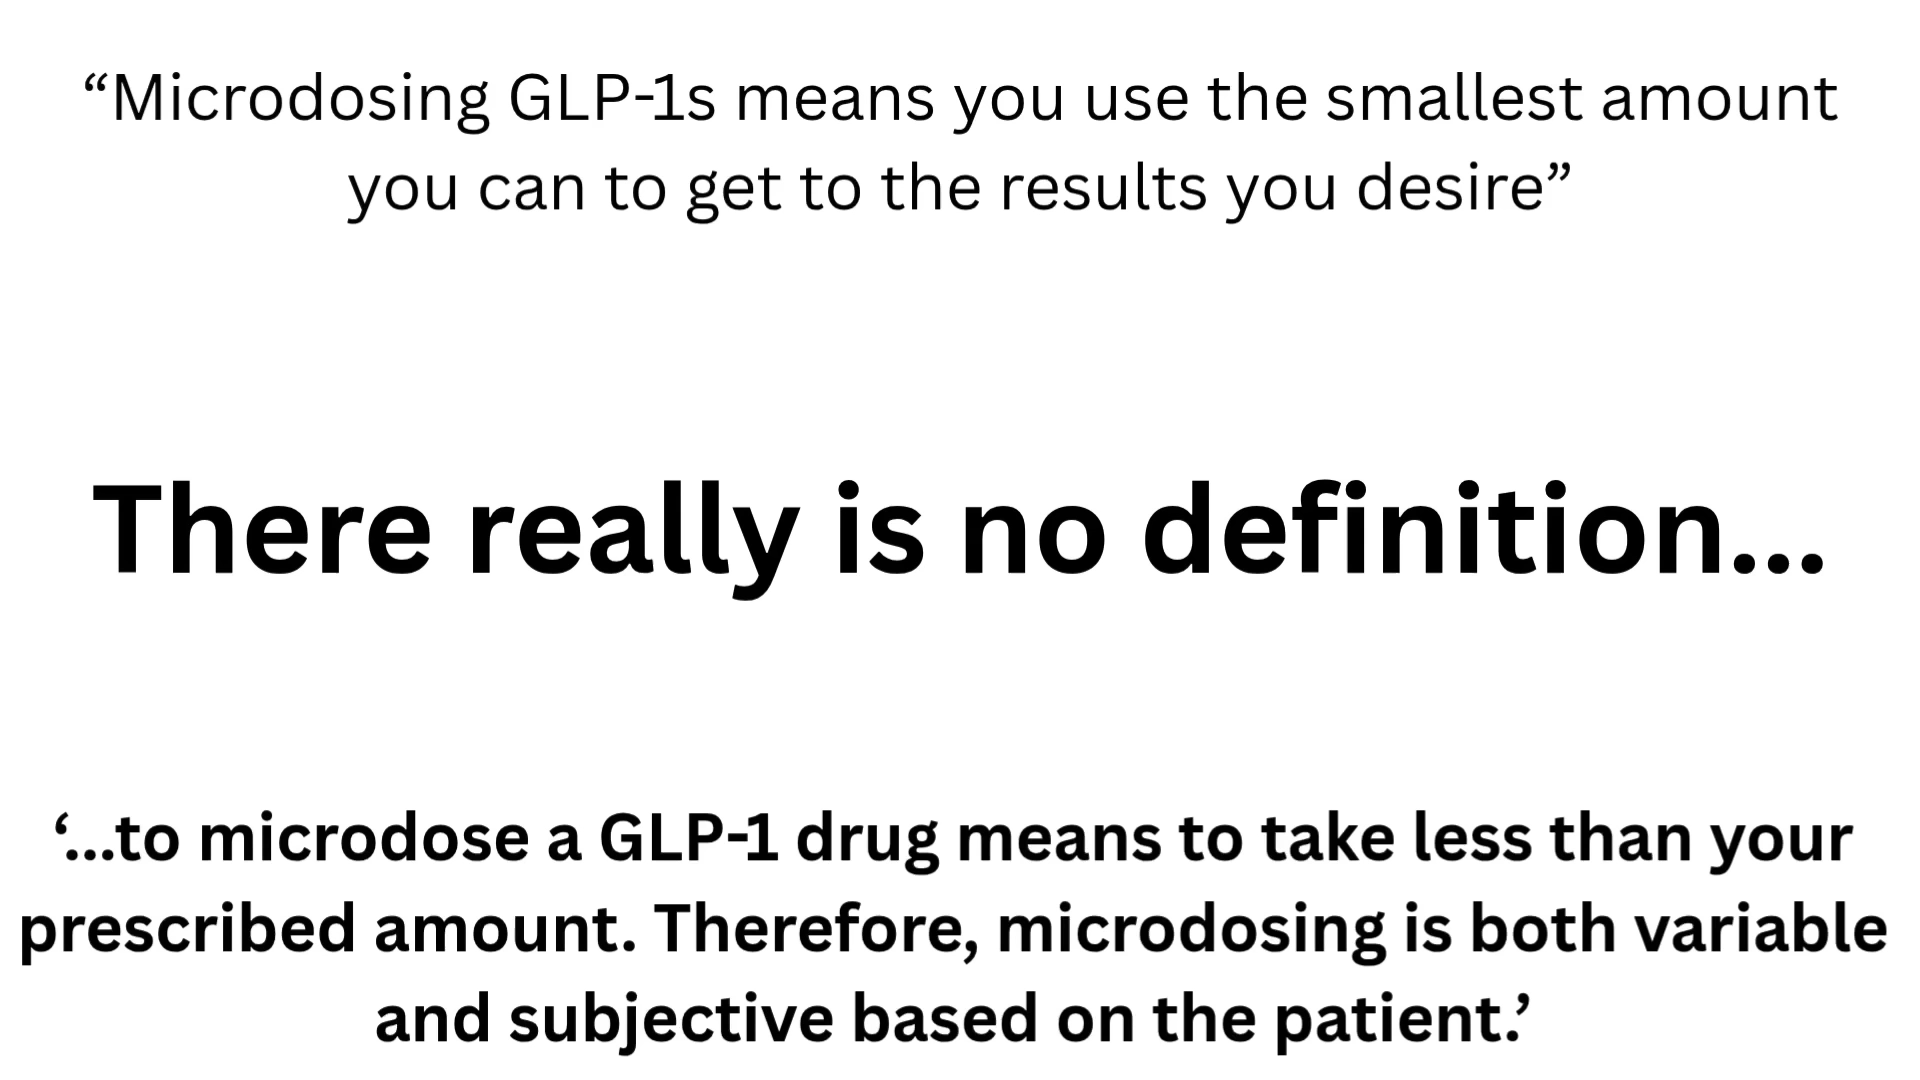 “Microdosing GLP-1s means you use the smallest amount
you can to get to the results you desire”
There really is no definition...
‘...to microdose a GLP-1 drug means to take less than your
prescribed amount. Therefore, microdosing is both variable
and subjective based on the patient.’